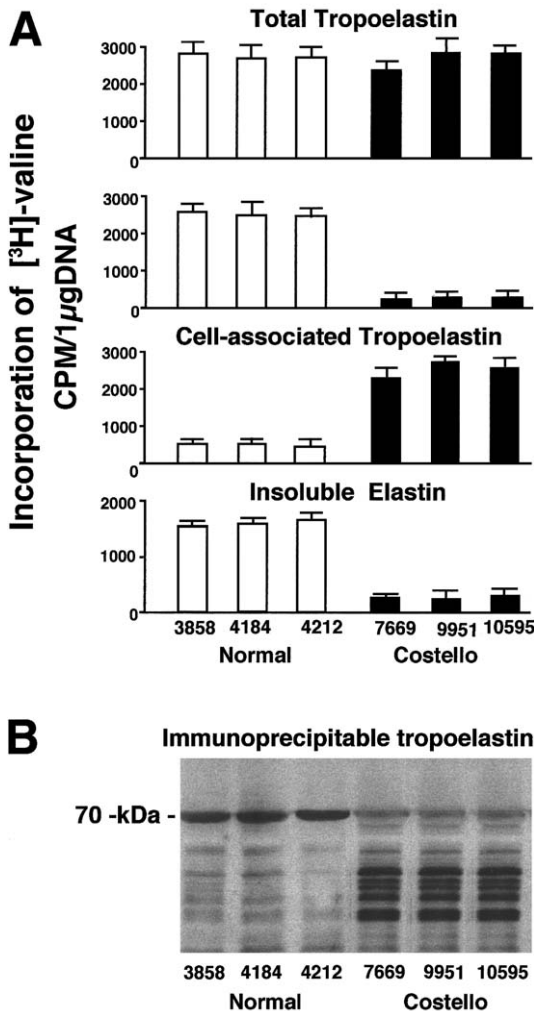 A
Total Tropoelastin
3000
2000
1000
0
3000
2000
1000
0
Cell-associated Tropoelastin
3000
2000
1000
0
Insoluble Elastin
2000
1000
0
Incorporation of [³H]-valine
CPM/1µgDNA
3858 4184 4212 7669 9951 10595
Normal Costello
B
Immunoprecipitable tropoelastin
70 -kDa -
3858 4184 4212 7669 9951 10595
Normal Costello